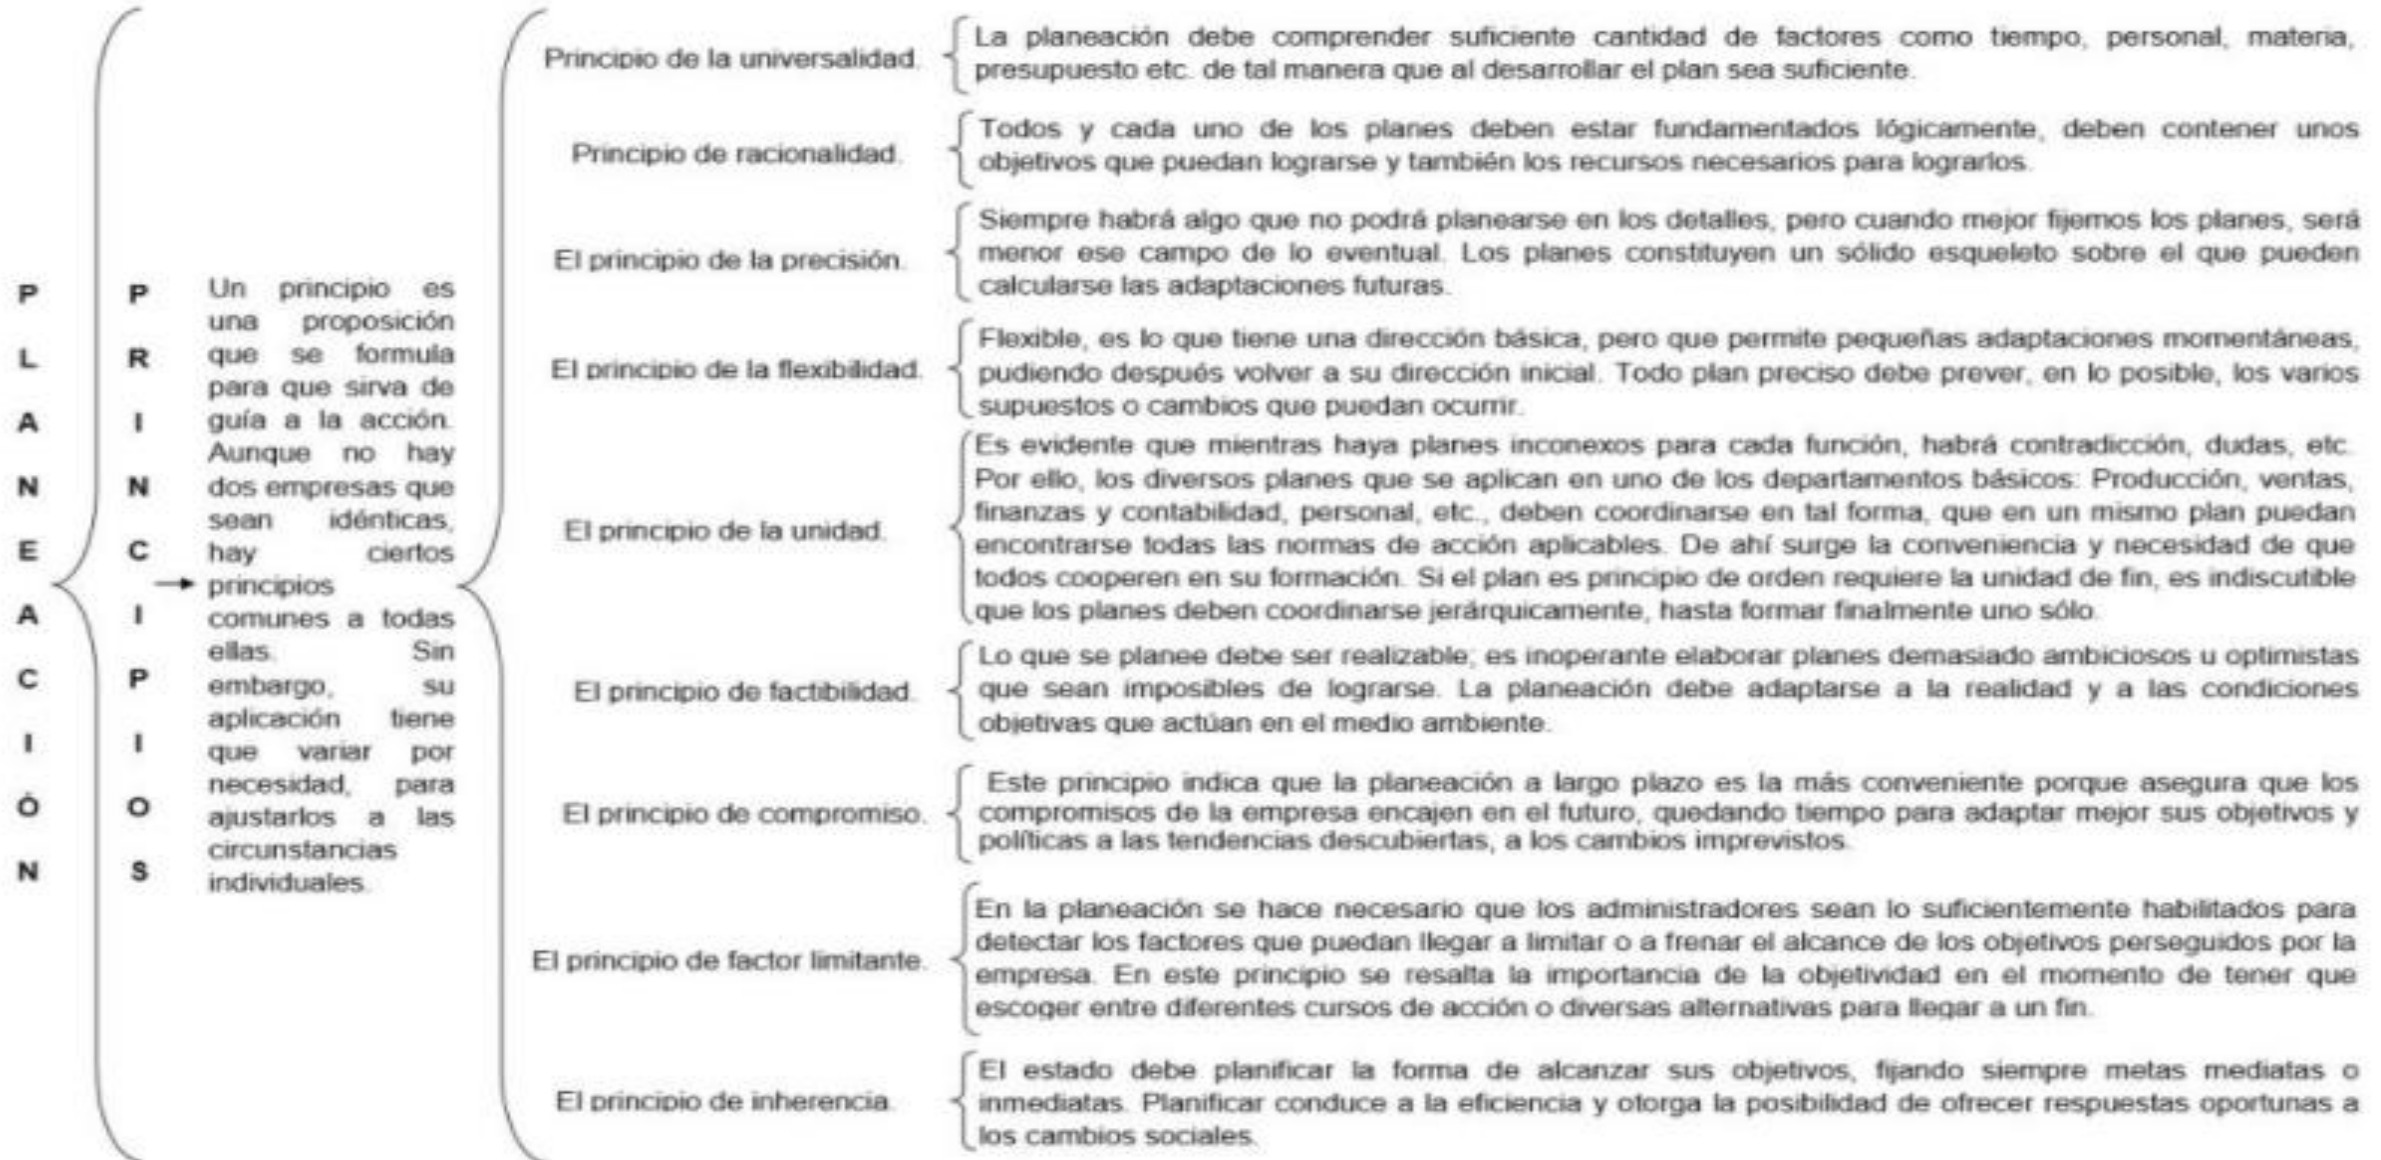 PLANEACIÓN
PRINCIPIOS
Un principio es
una proposición
que se formula
para que sirva de
guía a la acción.
Aunque no hay
dos empresas que
sean idénticas,
hay ciertos
principios
comunes a todas
ellas. Sin
embargo, su
aplicación tiene
que variar por
necesidad, para
ajustarlos a las
circunstancias
individuales.
Principio de la universalidad.
La planeación debe comprender suficiente cantidad de factores como tiempo, personal, materia,
presupuesto etc. de tal manera que al desarrollar el plan sea suficiente.
Principio de racionalidad.
Todos y cada uno de los planes deben estar fundamentados lógicamente, deben contener unos
objetivos que puedan lograrse y también los recursos necesarios para lograrlos.
El principio de la precisión.
Siempre habrá algo que no podrá planearse en los detalles, pero cuando mejor fijemos los planes, será
menor ese campo de lo eventual. Los planes constituyen un sólido esqueleto sobre el que pueden
calcularse las adaptaciones futuras.
El principio de la flexibilidad.
Flexible, es lo que tiene una dirección básica, pero que permite pequeñas adaptaciones momentáneas,
pudiendo después volver a su dirección inicial. Todo plan preciso debe prever, en lo posible, los varios
supuestos o cambios que puedan ocurrir.
El principio de la unidad.
Es evidente que mientras haya planes inconexos para cada función, habrá contradicción, dudas, etc.
Por ello, los diversos planes que se aplican en uno de los departamentos básicos: Producción, ventas,
finanzas y contabilidad, personal, etc., deben coordinarse en tal forma, que en un mismo plan puedan
encontrarse todas las normas de acción aplicables. De ahí surge la conveniencia y necesidad de que
todos cooperen en su formación. Si el plan es principio de orden requiere la unidad de fin, es indiscutible
que los planes deben coordinarse jerárquicamente, hasta formar finalmente uno sólo.
El principio de factibilidad.
Lo que se planee debe ser realizable; es inoperante elaborar planes demasiado ambiciosos u optimistas
que sean imposibles de lograrse. La planeación debe adaptarse a la realidad y a las condiciones
objetivas que actúan en el medio ambiente.
El principio de compromiso.
Este principio indica que la planeación a largo plazo es la más conveniente porque asegura que los
compromisos de la empresa encajen en el futuro, quedando tiempo para adaptar mejor sus objetivos y
políticas a las tendencias descubiertas, a los cambios imprevistos.
El principio de factor limitante.
En la planeación se hace necesario que los administradores sean lo suficientemente habilitados para
detectar los factores que puedan llegar a limitar o a frenar el alcance de los objetivos perseguidos por la
empresa. En este principio se resalta la importancia de la objetividad en el momento de tener que
escoger entre diferentes cursos de acción o diversas alternativas para llegar a un fin.
El principio de inherencia.
El estado debe planificar la forma de alcanzar sus objetivos, fijando siempre metas mediatas o
inmediatas. Planificar conduce a la eficiencia y otorga la posibilidad de ofrecer respuestas oportunas a
los cambios sociales.